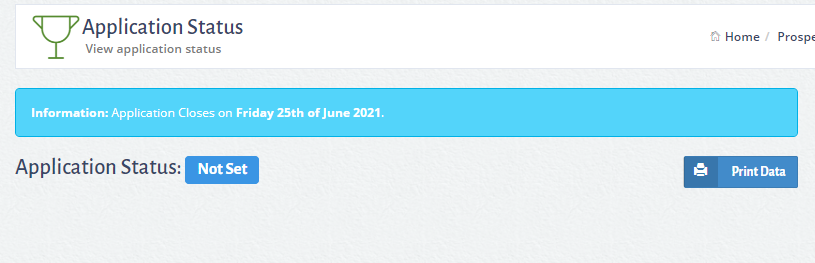 Application Status
View application status
Home / Prospe
Information: Application Closes on Friday 25th of June 2021.
Application Status: Not Set
Print Data